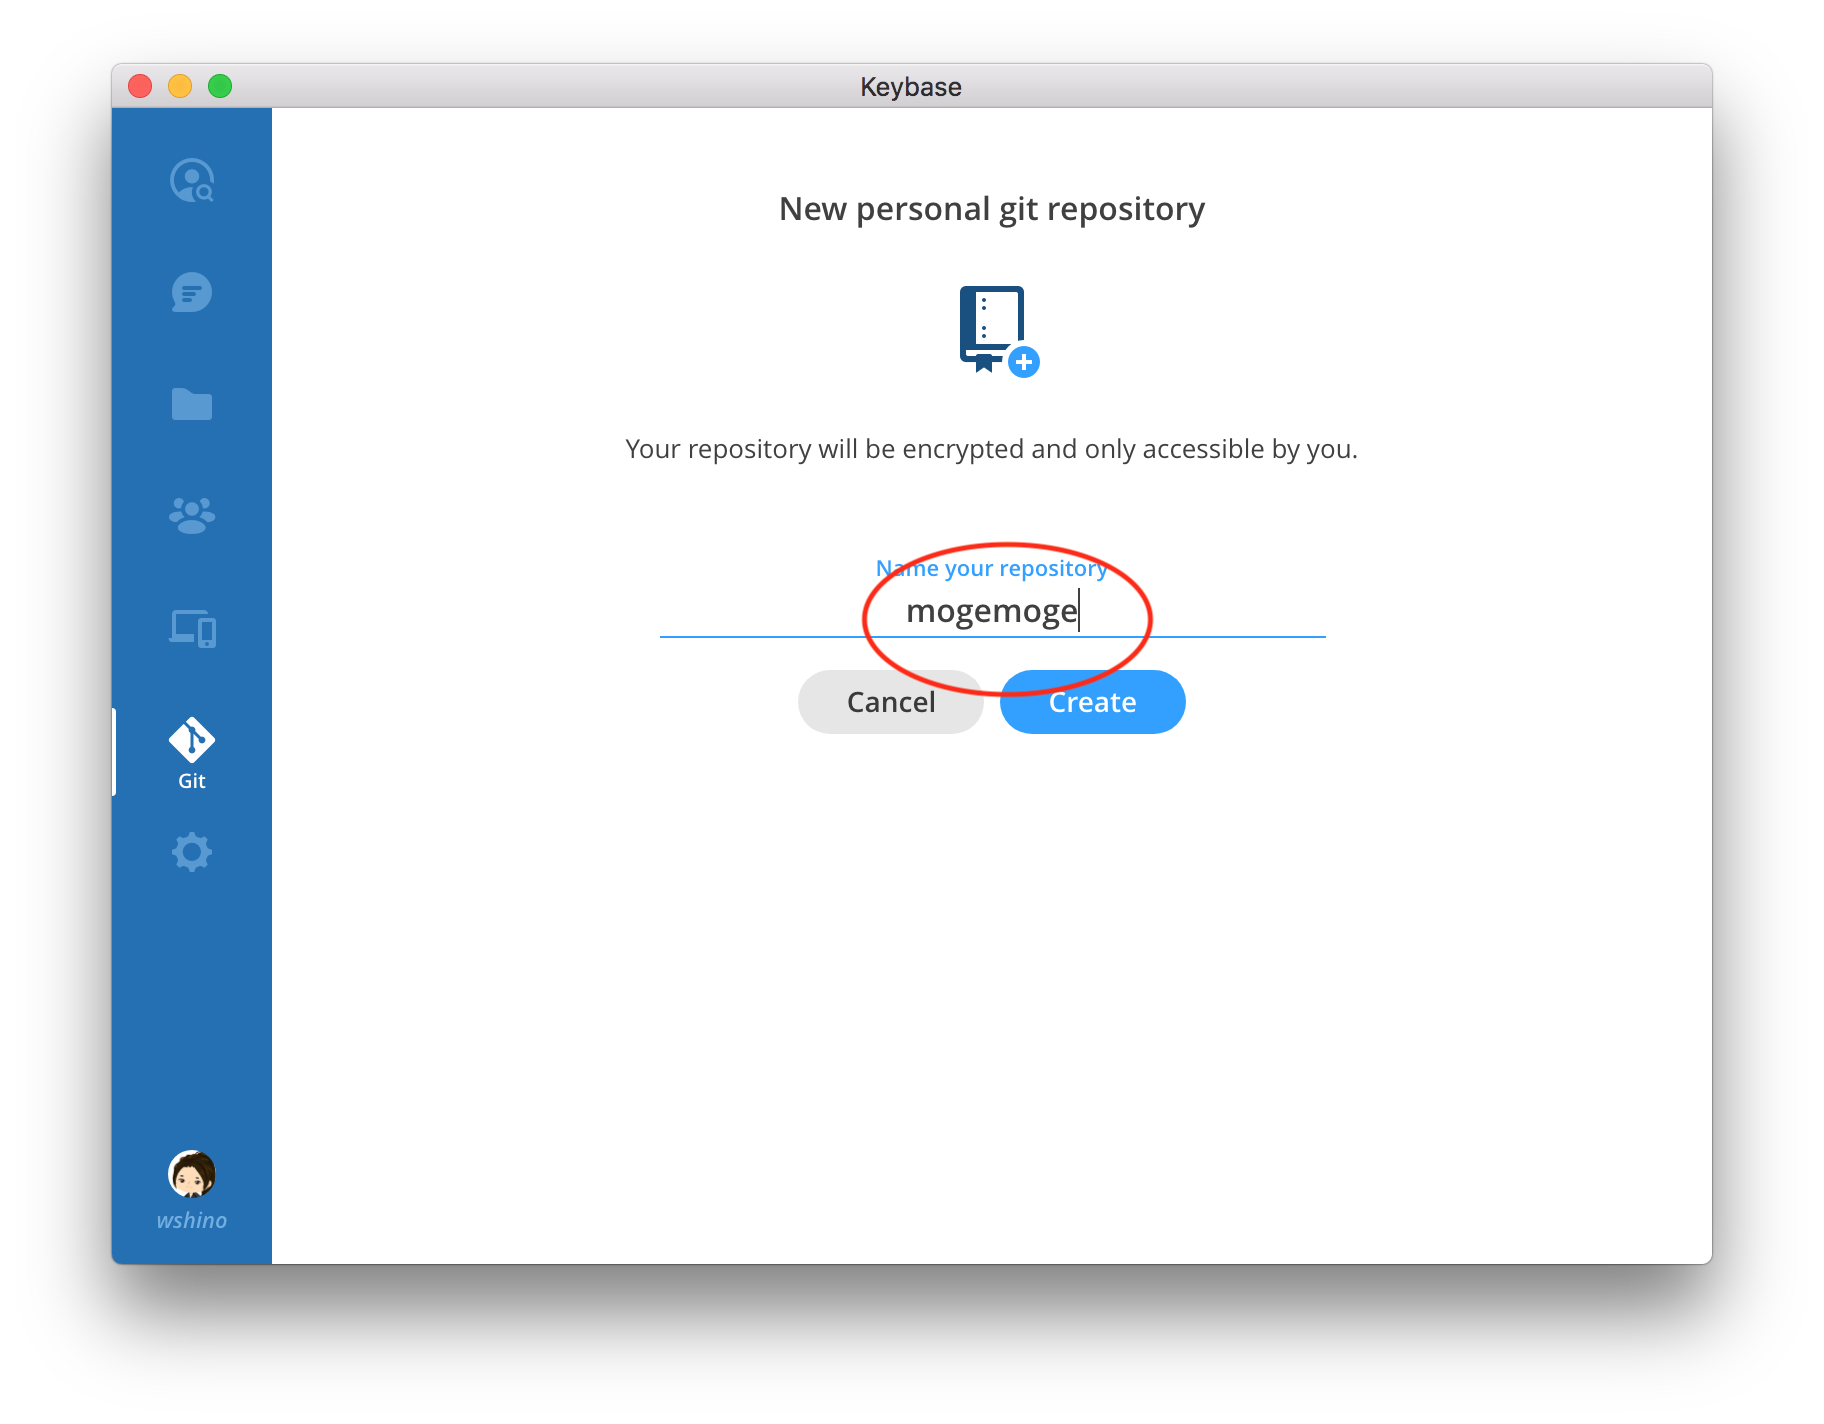 Keybase
New personal git repository
Your repository will be encrypted and only accessible by you.
Name your repository
mogemoge
Cancel
Create
Git
wshino